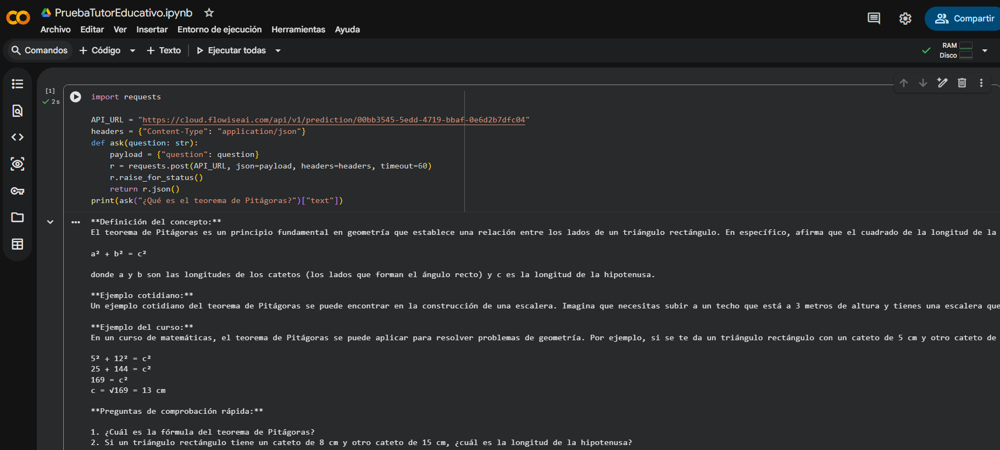 PruebaTutorEducativo.ipynb
Archivo Editar Ver Insertar Entorno de ejecución Herramientas Ayuda
Compartir
Comandos + Código + Texto Ejecutar todas
RAM
Disco
[1]
2 s
import requests
API_URL = "https://cloud.flowiseai.com/api/v1/prediction/00bb3545-5edd-4719-bbaf-0e6d2b7dfc04"
headers = {"Content-Type": "application/json"}
def ask(question: str):
    payload = {"question": question}
    r = requests.post(API_URL, json=payload, headers=headers, timeout=60)
    r.raise_for_status()
    return r.json()
print(ask("¿Qué es el teorema de Pitágoras?")["text"])
**Definición del concepto:**
El teorema de Pitágoras es un principio fundamental en geometría que establece una relación entre los lados de un triángulo rectángulo. En específico, afirma que el cuadrado de la longitud de la
a² + b² = c²
donde a y b son las longitudes de los catetos (los lados que forman el ángulo recto) y c es la longitud de la hipotenusa.
**Ejemplo cotidiano:**
Un ejemplo cotidiano del teorema de Pitágoras se puede encontrar en la construcción de una escalera. Imagina que necesitas subir a un techo que está a 3 metros de altura y tienes una escalera que
**Ejemplo del curso:**
En un curso de matemáticas, el teorema de Pitágoras se puede aplicar para resolver problemas de geometría. Por ejemplo, si se te da un triángulo rectángulo con un cateto de 5 cm y otro cateto de
5² + 12² = c²
25 + 144 = c²
169 = c²
c = √169 = 13 cm
**Preguntas de comprobación rápida:**
1. ¿Cuál es la fórmula del teorema de Pitágoras?
2. Si un triángulo rectángulo tiene un cateto de 8 cm y otro cateto de 15 cm, ¿cuál es la longitud de la hipotenusa?